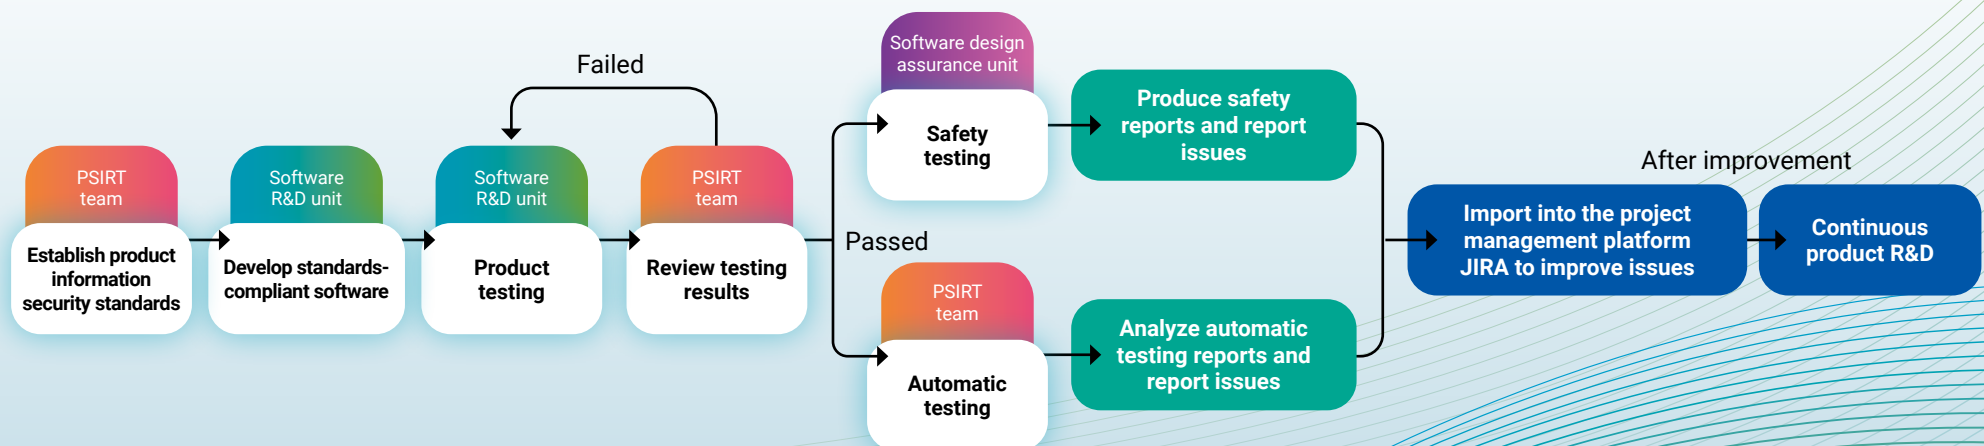 PSIRT
team
Establish product
information
security standards
Software
R&D unit
Develop standards-
compliant software
Software
R&D unit
Product
testing
Failed
PSIRT
team
Review testing
results
Passed
Software design
assurance unit
Safety
testing
Produce safety
reports and report
issues
PSIRT
team
Automatic
testing
Analyze automatic
testing reports and
report issues
Import into the project
management platform
JIRA to improve issues
After improvement
Continuous
product R&D